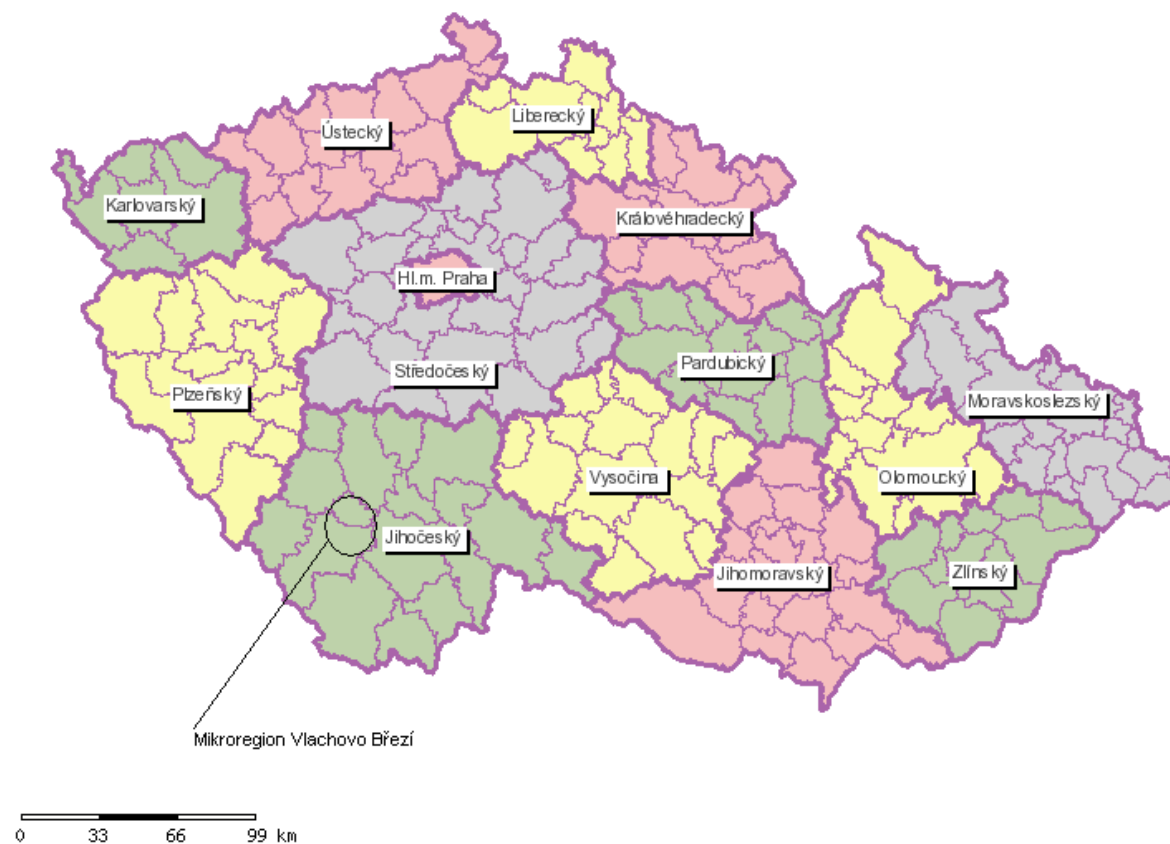 Liberecký
Ústecký
Karlovarský
Královéhradecký
Hl.m. Praha
Středočeský
Pardubický
Plzeňský
Moravskoslezský
Vysočina
Olomoucký
Jihočeský
Jihomoravský
Zlínský
Mikroregion Vlachovo Březí
0 33 66 99 km